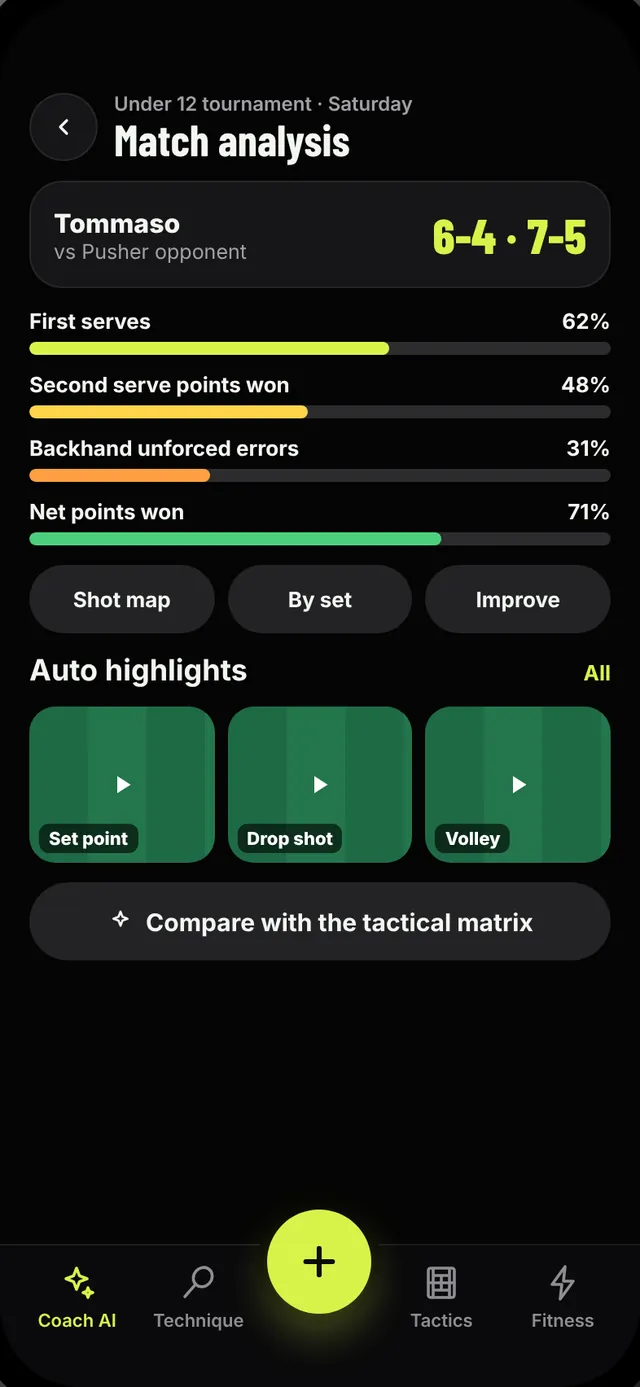 Under 12 tournament · Saturday
Match analysis
Tommaso
vs Pusher opponent
6-4 · 7-5
First serves 62%
Second serve points won 48%
Backhand unforced errors 31%
Net points won 71%
Shot map By set Improve
Auto highlights All
Set point Drop shot Volley
Compare with the tactical matrix
Coach AI Technique Tactics Fitness